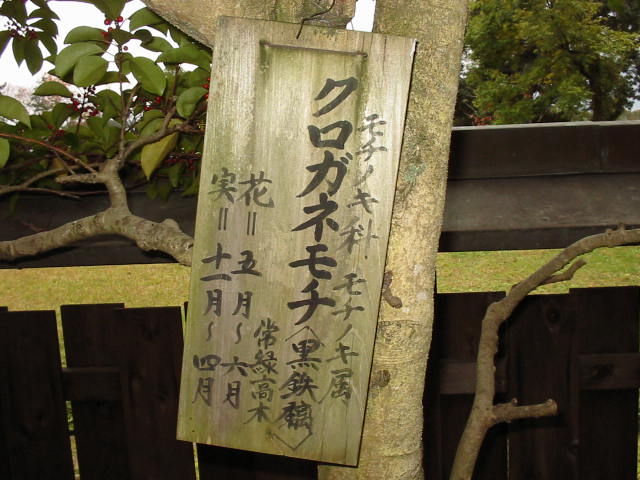 モチノキ科 モチノキ属
クロガネモチ〈黒鉄黐〉
常緑高木
花＝五月～六月
実＝十一月～四月